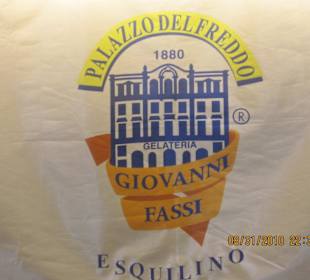 PALAZZO DEL FREDDO
1880
®
GELATERIA
GIOVANNI
FASSI
ESQUILINO